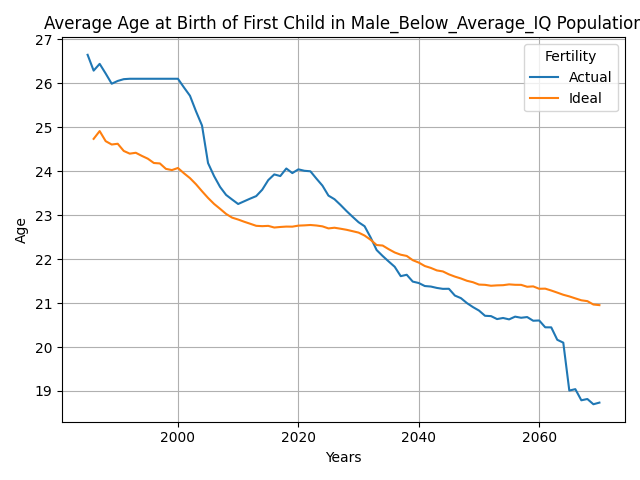 Average Age at Birth of First Child in Male_Below_Average_IQ Population
27
26
25
24
23
22
21
20
19
Age
2000
2020
2040
2060
Years
Fertility
Actual
Ideal